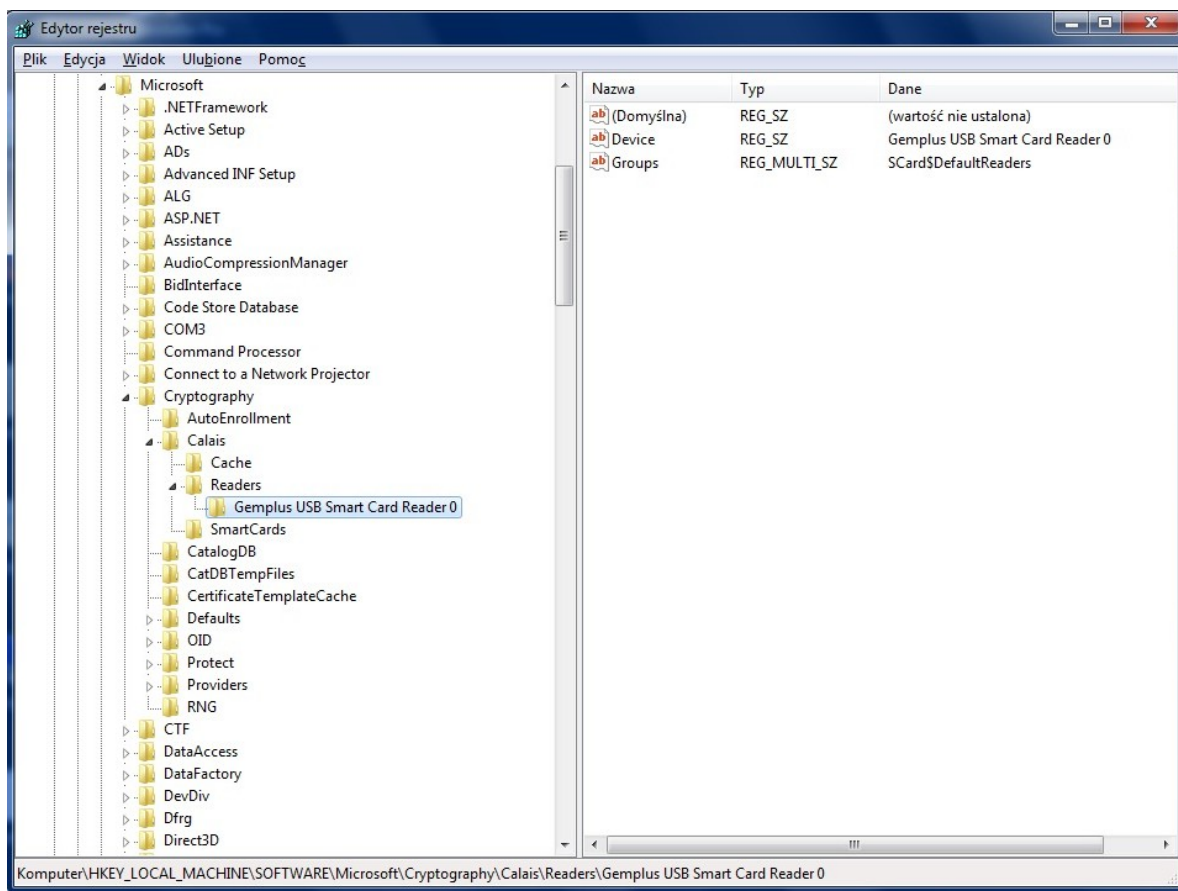 Edytor rejestru
Plik Edycja Widok Ulubione Pomoc
Microsoft
.NETFramework
Active Setup
ADs
Advanced INF Setup
ALG
ASP.NET
Assistance
AudioCompressionManager
BidInterface
Code Store Database
COM3
Command Processor
Connect to a Network Projector
Cryptography
AutoEnrollment
Calais
Cache
Readers
Gemplus USB Smart Card Reader 0
SmartCards
CatalogDB
CatDBTempFiles
CertificateTemplateCache
Defaults
OID
Protect
Providers
RNG
CTF
DataAccess
DataFactory
DevDiv
Dfrg
Direct3D
Nazwa Typ Dane
(Domyślna) REG_SZ (wartość nie ustalona)
Device REG_SZ Gemplus USB Smart Card Reader 0
Groups REG_MULTI_SZ SCard$DefaultReaders
Komputer\HKEY_LOCAL_MACHINE\SOFTWARE\Microsoft\Cryptography\Calais\Readers\Gemplus USB Smart Card Reader 0